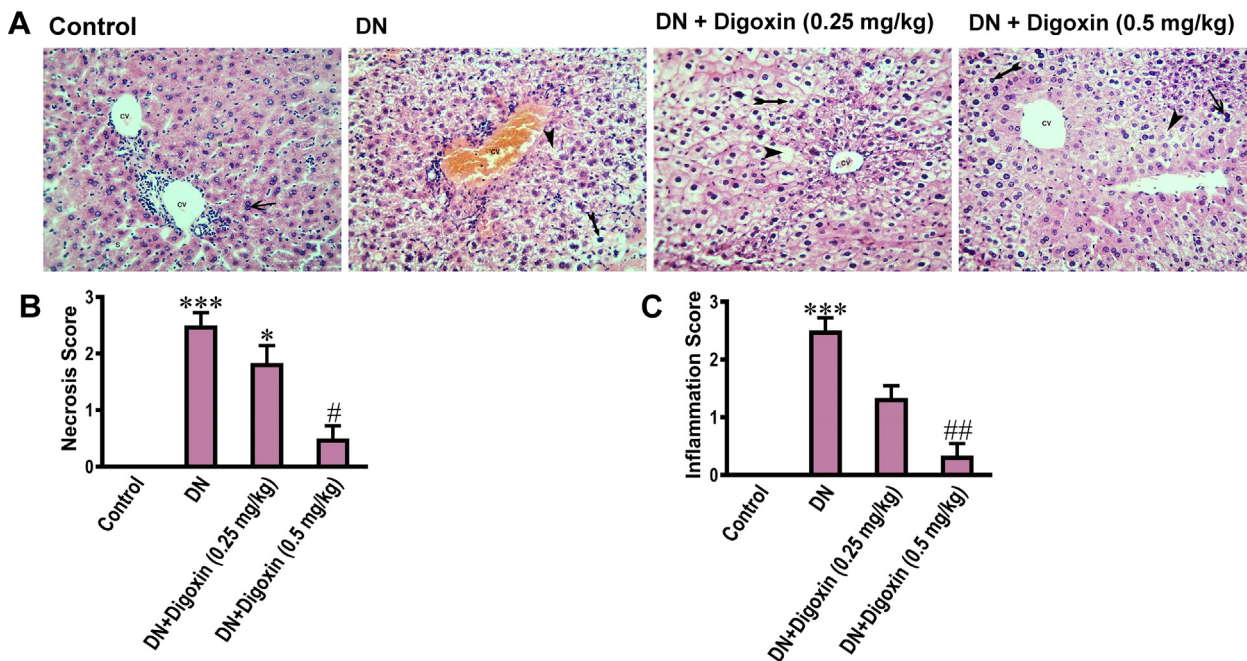 A
Control
DN
DN + Digoxin (0.25 mg/kg)
DN + Digoxin (0.5 mg/kg)
CV
CV
S
S
CV
CV
CV
B
Necrosis Score
3
2
1
0
***
*
#
Control
DN
DN+Digoxin (0.25 mg/kg)
DN+Digoxin (0.5 mg/kg)
C
Inflammation Score
3
2
1
0
***
##
Control
DN
DN+Digoxin (0.25 mg/kg)
DN+Digoxin (0.5 mg/kg)